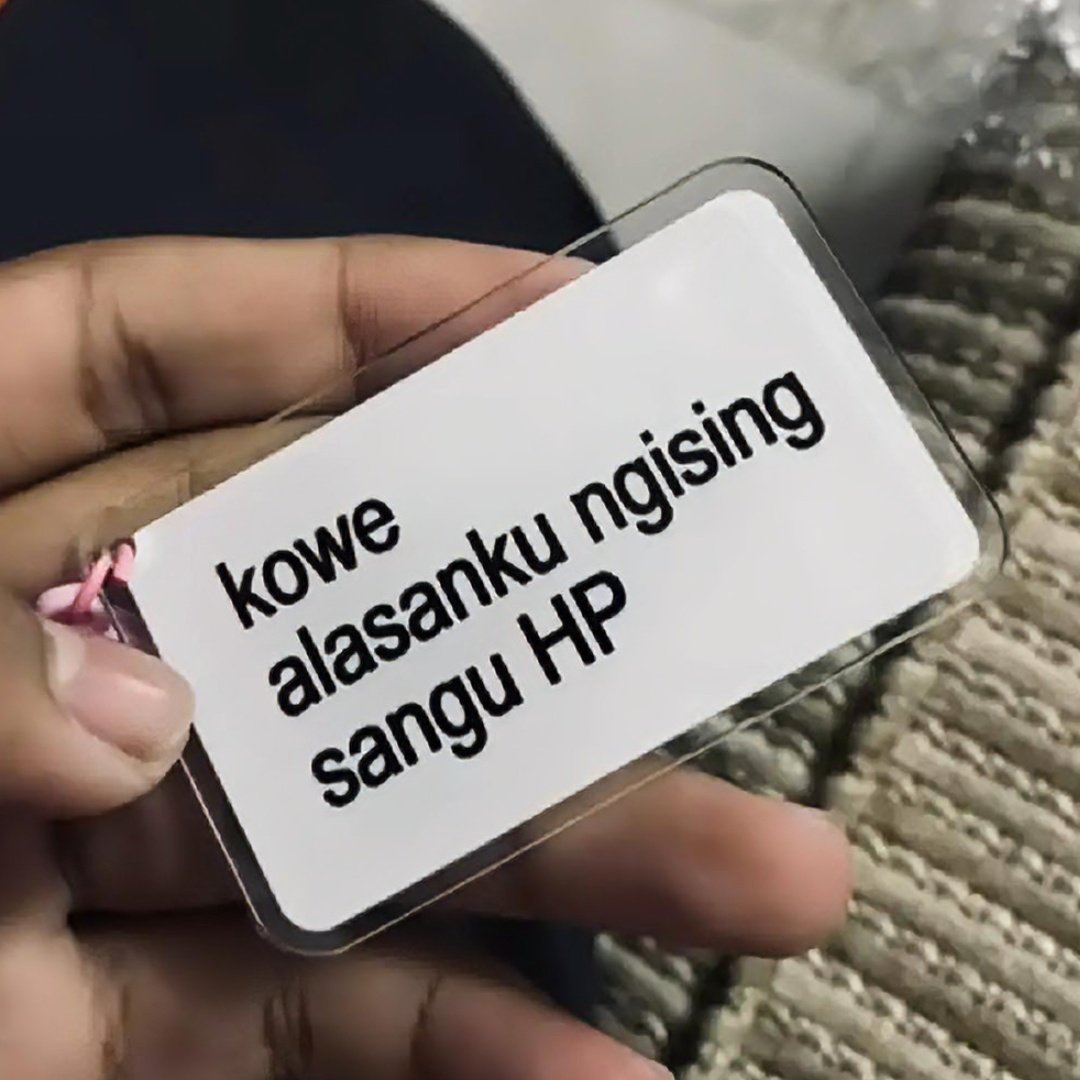 kowe
alasanku ngising
sangu HP